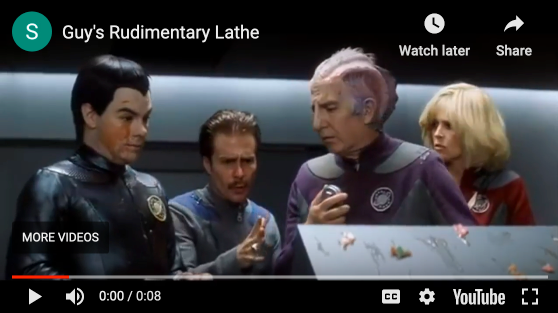 S
Guy's Rudimentary Lathe
Watch later
Share
MORE VIDEOS
0:00 / 0:08
CC
YouTube